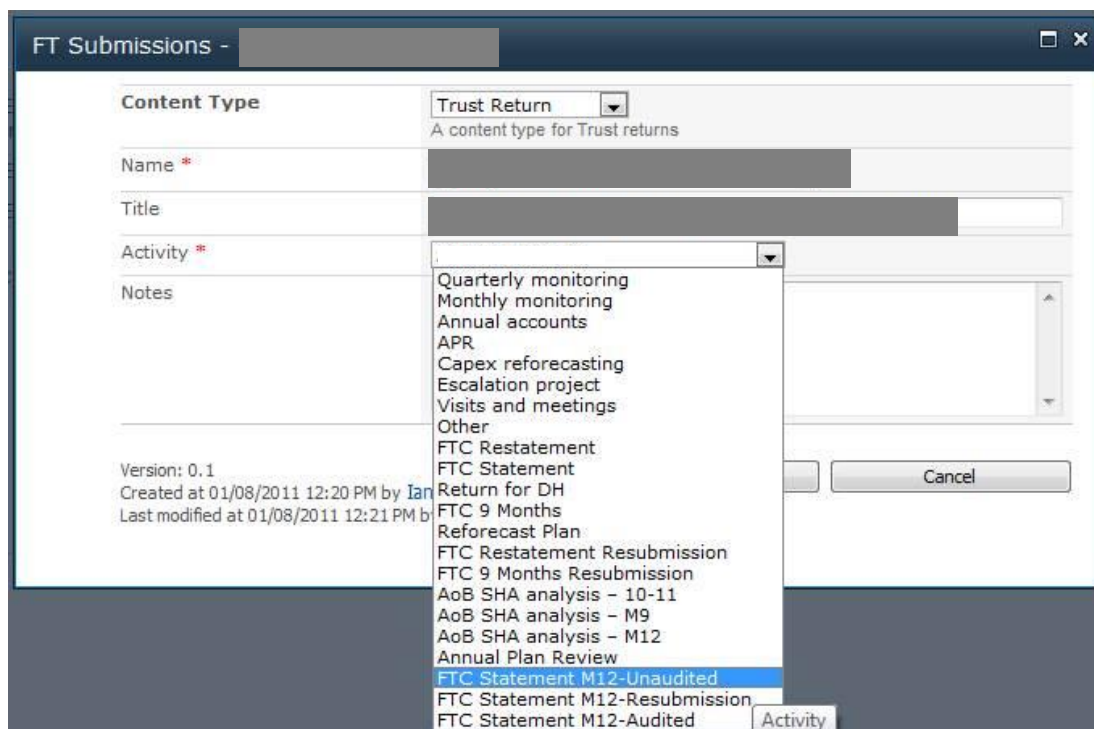 FT Submissions -
Content Type
Trust Return
A content type for Trust returns
Name *
Title
Activity *
Notes
Quarterly monitoring
Monthly monitoring
Annual accounts
APR
Capex reforecasting
Escalation project
Visits and meetings
Other
FTC Restatement
FTC Statement
Return for DH
FTC 9 Months
Reforecast Plan
FTC Restatement Resubmission
FTC 9 Months Resubmission
AoB SHA analysis – 10-11
AoB SHA analysis – M9
AoB SHA analysis – M12
Annual Plan Review
FTC Statement M12-Unaudited
FTC Statement M12-Resubmission
FTC Statement M12-Audited
Activity
Version: 0.1
Created at 01/08/2011 12:20 PM by Ian
Last modified at 01/08/2011 12:21 PM
Cancel